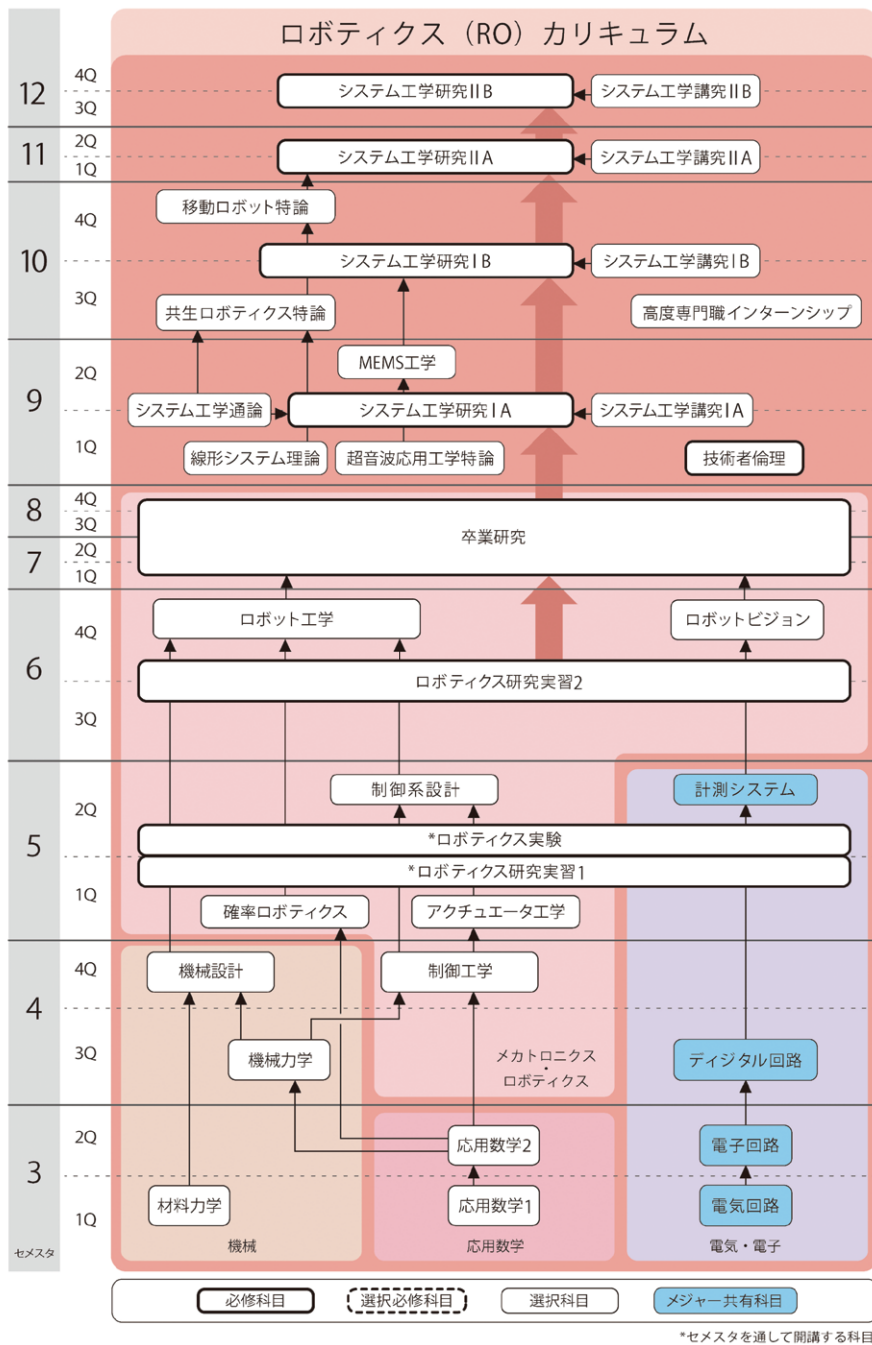 ロボティクス（RO）カリキュラム
12
4Q
3Q
システム工学研究ⅡB
システム工学講究ⅡB
11
2Q
1Q
システム工学研究ⅡA
システム工学講究ⅡA
10
4Q
移動ロボット特論
システム工学研究ⅠB
システム工学講究ⅠB
3Q
共生ロボティクス特論
高度専門職インターンシップ
9
2Q
MEMS工学
システム工学通論
システム工学研究ⅠA
システム工学講究ⅠA
1Q
線形システム理論
超音波応用工学特論
技術者倫理
8
4Q
3Q
卒業研究
7
2Q
1Q
6
4Q
ロボット工学
ロボットビジョン
ロボティクス研究実習2
3Q
5
2Q
制御系設計
計測システム
*ロボティクス実験
*ロボティクス研究実習1
1Q
確率ロボティクス
アクチュエータ工学
4
4Q
機械設計
制御工学
3Q
機械力学
メカトロニクス
・
ロボティクス
ディジタル回路
3
2Q
応用数学2
電子回路
1Q
材料力学
応用数学1
電気回路
セメスタ
機械
応用数学
電気・電子
必修科目
選択必修科目
選択科目
メジャー共有科目
*セメスタを通して開講する科目